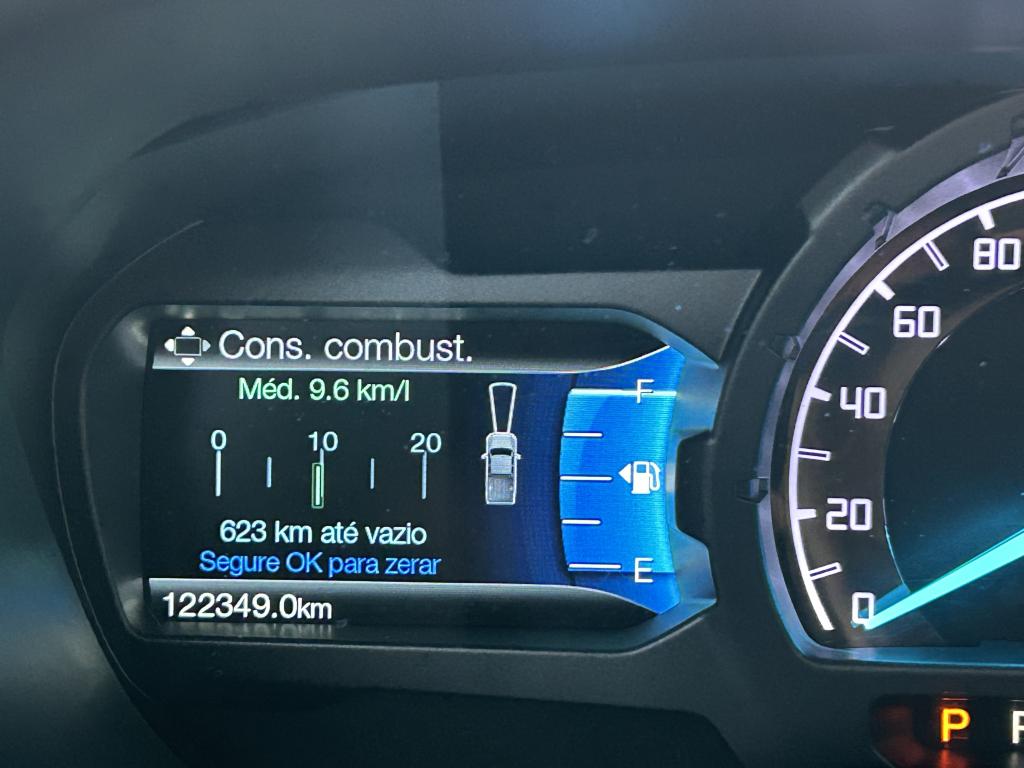 Cons. combust.
Méd. 9.6 km/l
0 10 20
623 km até vazio
Segure OK para zerar
122349.0km
F
E
80
60
40
20
0
P